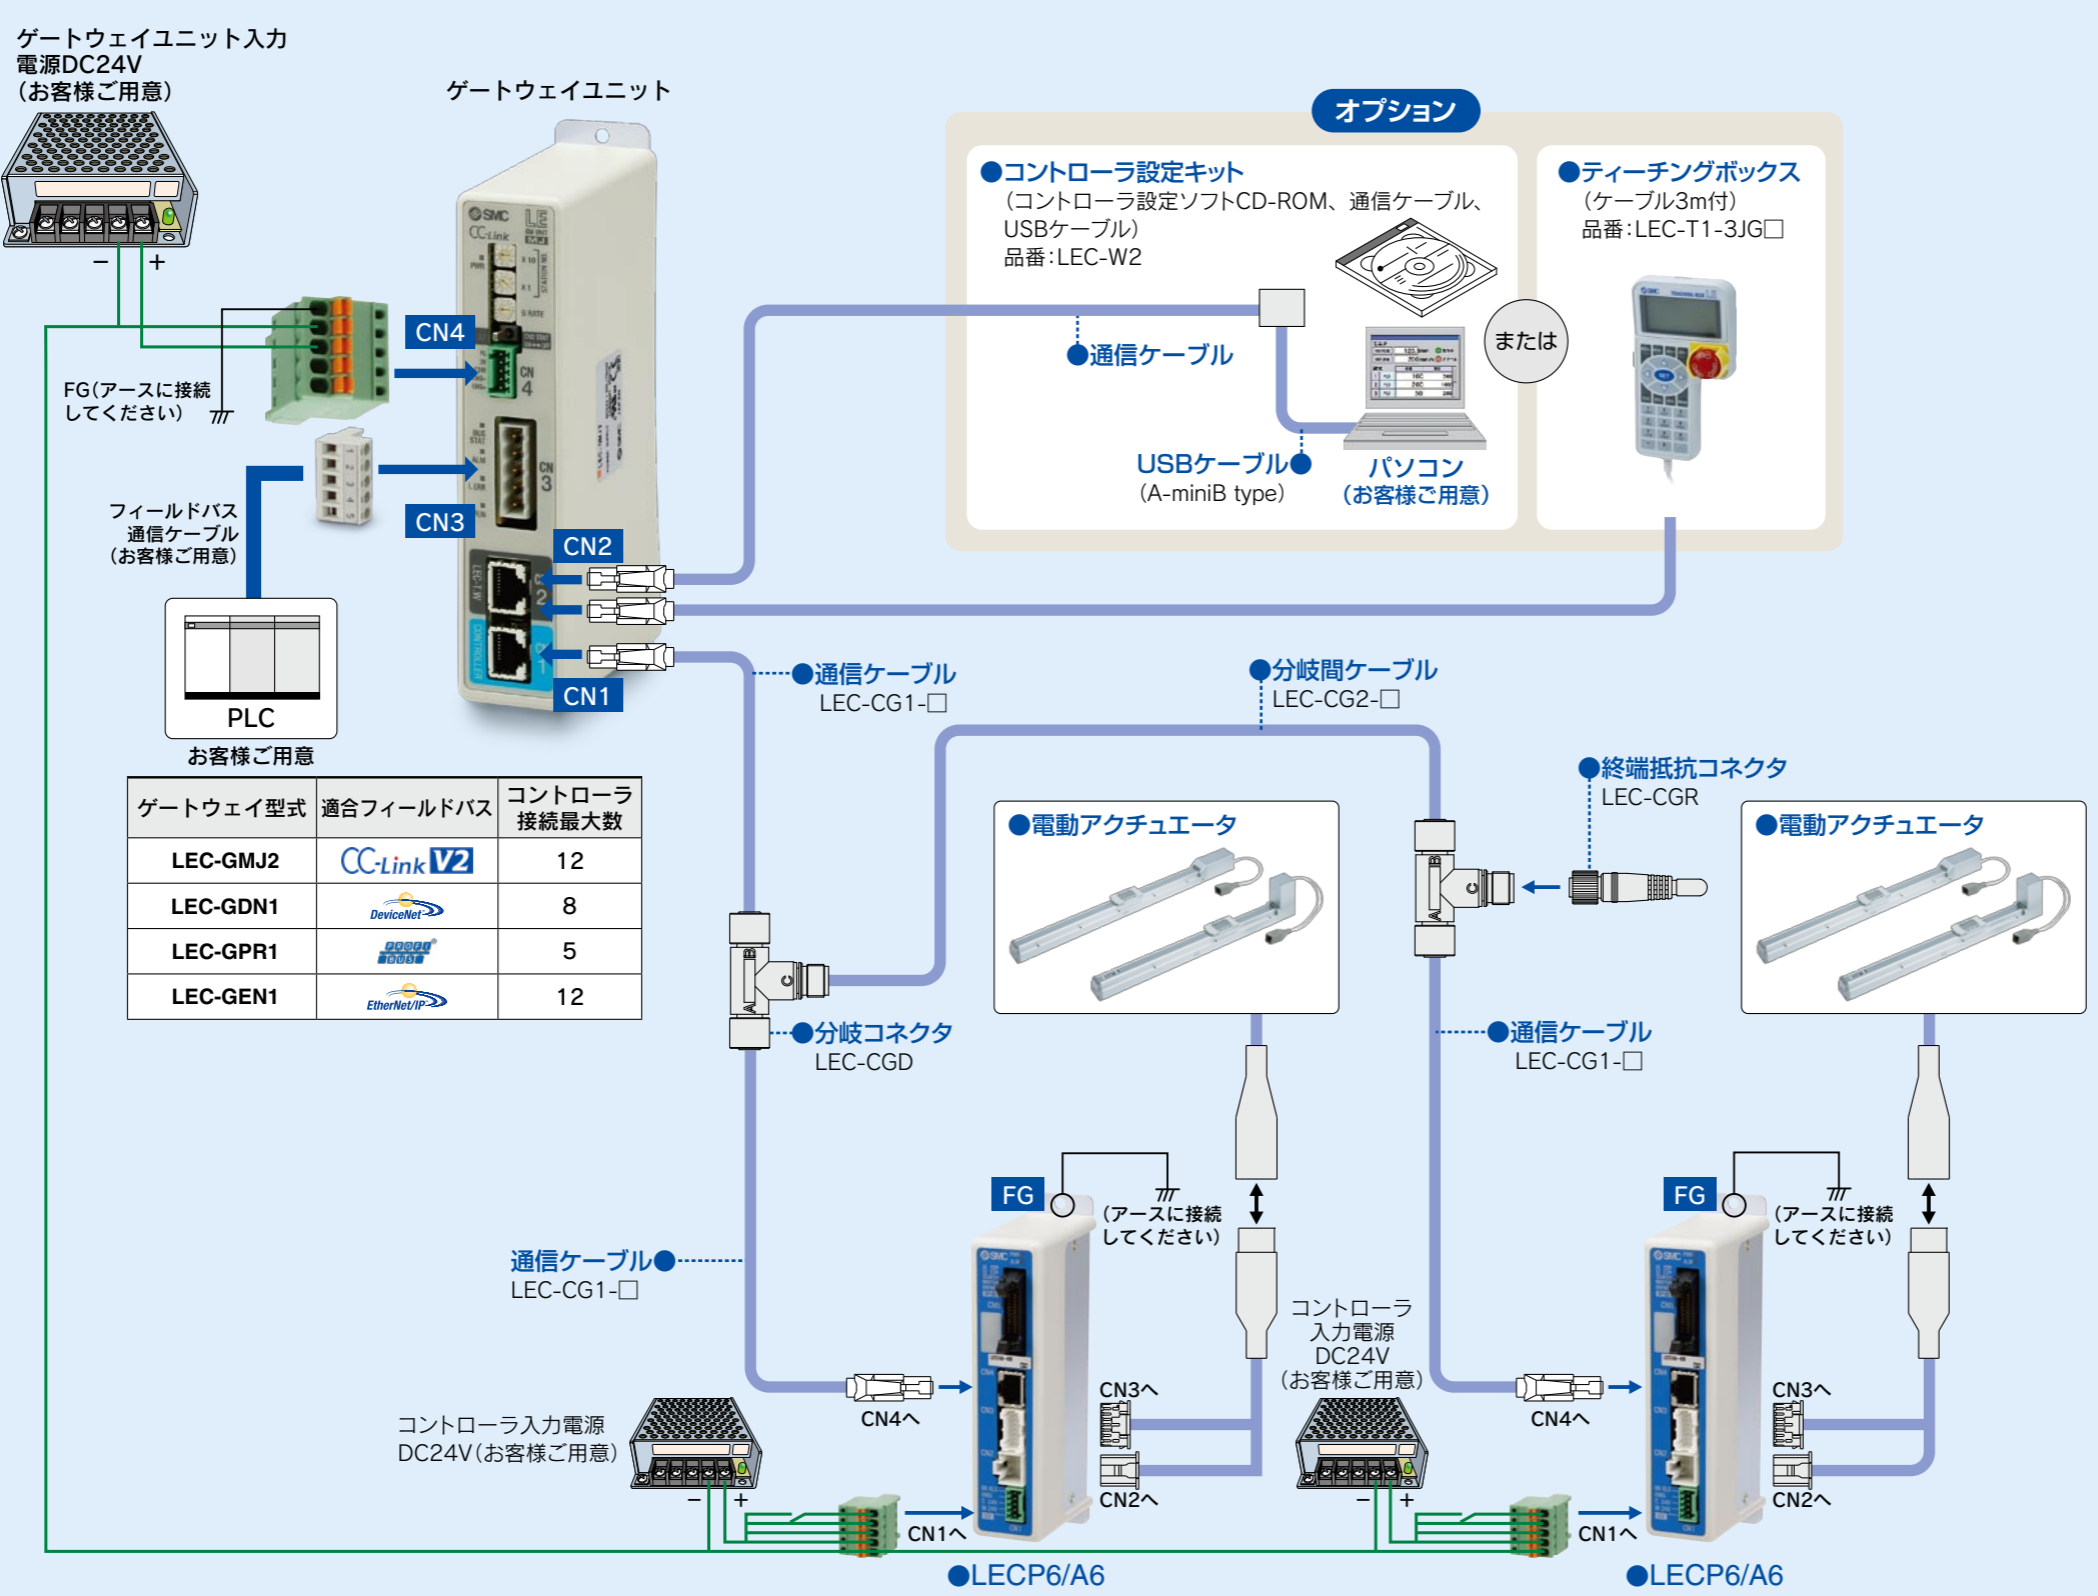 ゲートウェイユニット入力
電源DC24V
(お客様ご用意)
− +
FG(アースに接続
してください)
ゲートウェイユニット
SMC
CC-Link
CN4
CN
4
CN3
CN
3
CN2
2
CN1
1
LEC-T/W
CONTROLLER
フィールドバス
通信ケーブル
(お客様ご用意)
PLC
お客様ご用意
オプション
●コントローラ設定キット
(コントローラ設定ソフトCD-ROM、通信ケーブル、
USBケーブル)
品番：LEC-W2
●通信ケーブル
USBケーブル●
(A-miniB type)
パソコン
(お客様ご用意)
または
●ティーチングボックス
(ケーブル3m付)
品番：LEC-T1-3JG□
ゲートウェイ型式 適合フィールドバス コントローラ
接続最大数
LEC-GMJ2 CC-Link V2 12
LEC-GDN1 DeviceNet 8
LEC-GPR1 PROFI BUS 5
LEC-GEN1 EtherNet/IP 12
●通信ケーブル
LEC-CG1-□
●分岐間ケーブル
LEC-CG2-□
●終端抵抗コネクタ
LEC-CGR
●電動アクチュエータ
●電動アクチュエータ
A B C
A B C
●分岐コネクタ
LEC-CGD
●通信ケーブル
LEC-CG1-□
通信ケーブル●
LEC-CG1-□
FG
(アースに接続
してください)
FG
(アースに接続
してください)
コントローラ
入力電源
DC24V
(お客様ご用意)
コントローラ入力電源
DC24V(お客様ご用意)
CN4へ
CN3へ
CN2へ
CN1へ
− +
●LECP6/A6
CN4へ
CN3へ
CN2へ
CN1へ
− +
●LECP6/A6